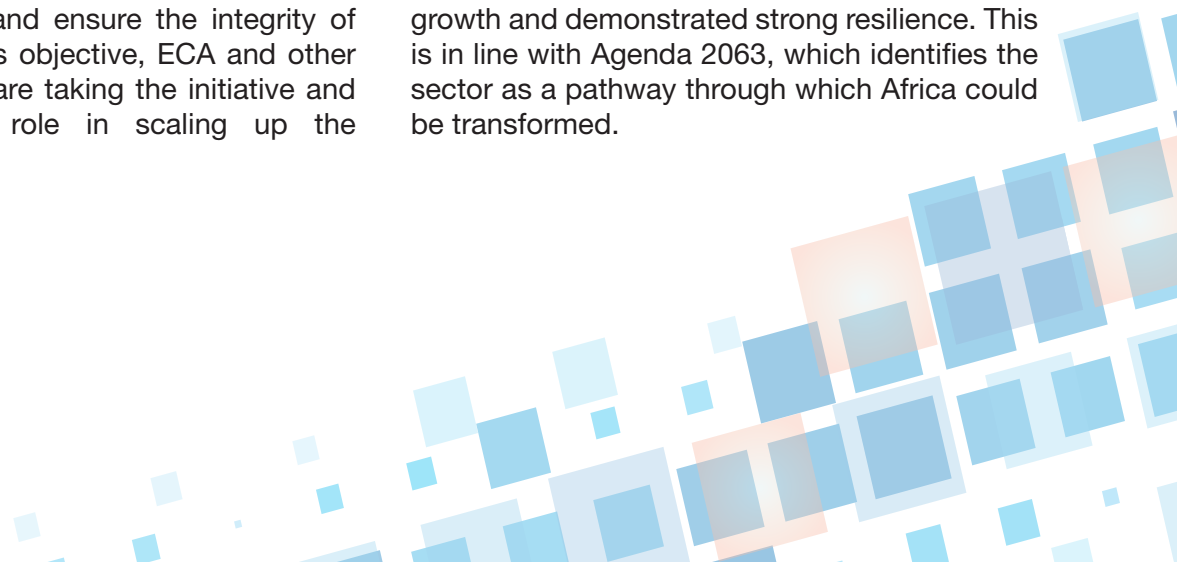 and ensure the integrity of
s objective, ECA and other
are taking the initiative and
role in scaling up the
growth and demonstrated strong resilience. This
is in line with Agenda 2063, which identifies the
sector as a pathway through which Africa could
be transformed.